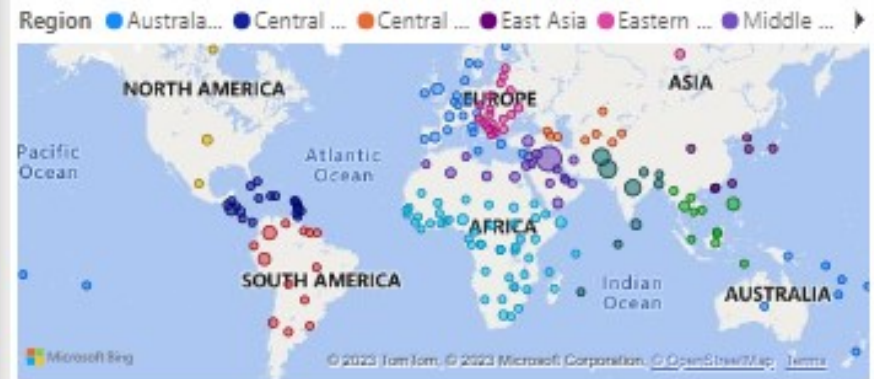 Region Australa... Central ... Central ... East Asia Eastern ... Middle ...
NORTH AMERICA
EUROPE
ASIA
Pacific
Ocean
Atlantic
Ocean
AFRICA
SOUTH AMERICA
Indian
Ocean
AUSTRALIA
Microsoft Bing
© 2023 TomTom, © 2023 Microsoft Corporation, © OpenStreetMap Terms